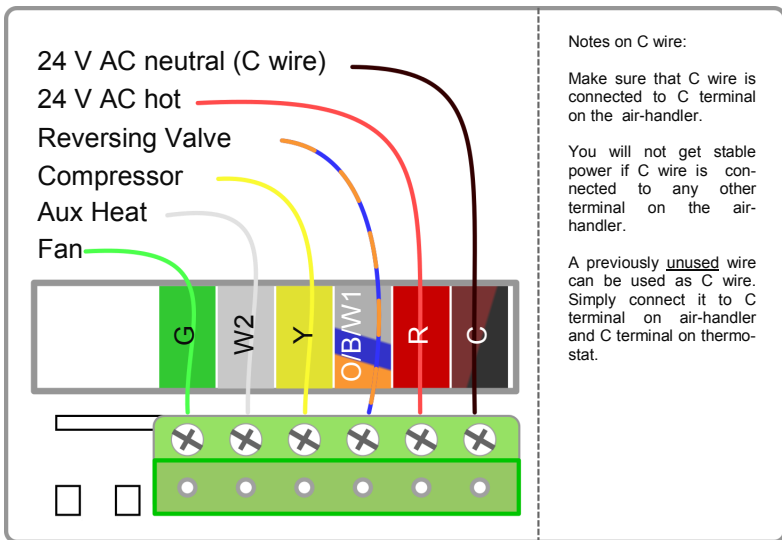 24 V AC neutral (C wire)
24 V AC hot
Reversing Valve
Compressor
Aux Heat
Fan
G
W2
Y
O/B/W1
R
C
Notes on C wire:
Make sure that C wire is
connected to C terminal
on the air-handler.
You will not get stable
power if C wire is con-
nected to any other
terminal on the air-
handler.
A previously unused wire
can be used as C wire.
Simply connect it to C
terminal on air-handler
and C terminal on thermo-
stat.